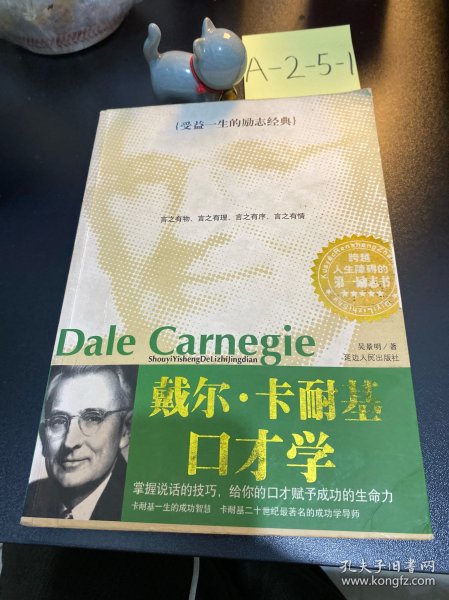 A-2-5-1
{受益一生的励志经典}
言之有物、言之有理、言之有序、言之有情
跨越
人生障碍的
第一励志书
★★★★★
Dale Carnegie
ShouyiYishengDeLizhiJingdian
吴景明/著
延边人民出版社
戴尔·卡耐基
口才学
掌握说话的技巧，给你的口才赋予成功的生命力
卡耐基一生的成功智慧 卡耐基二十世纪最著名的成功学导师
孔夫子旧书网
www.kongfz.com